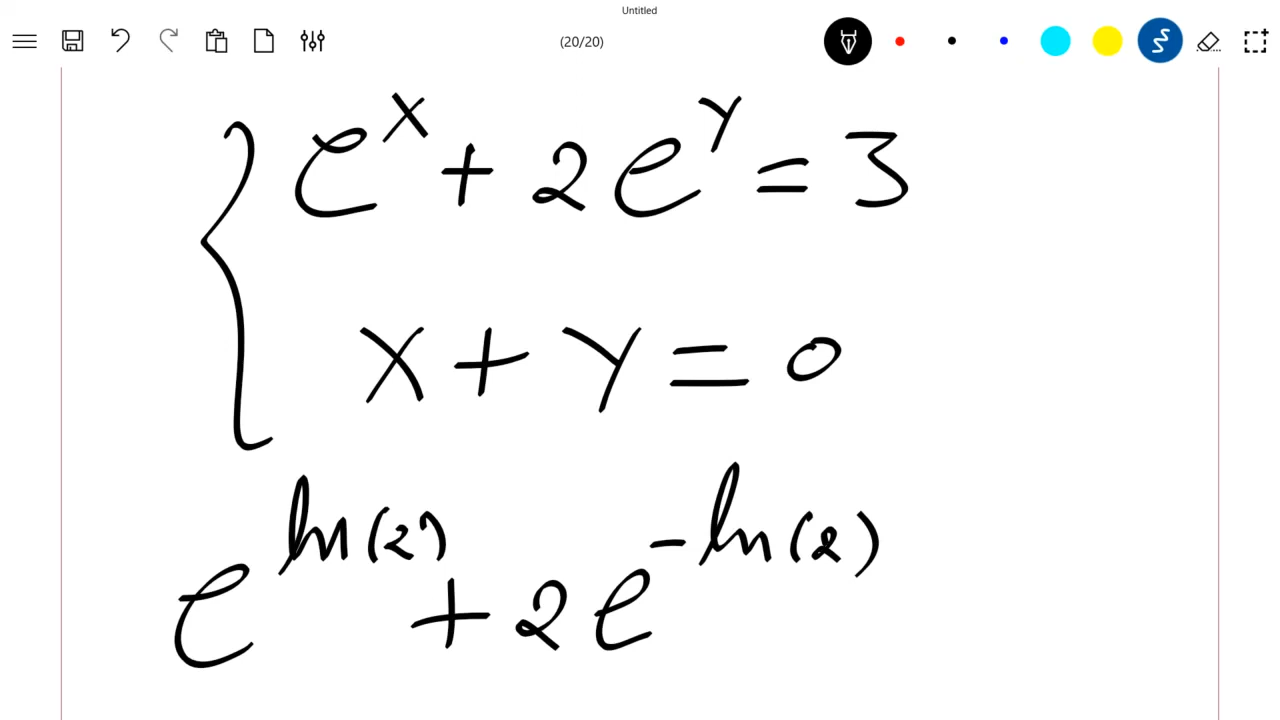 Untitled
(20/20)
e^x + 2e^y = 3
x + y = 0
e^ln(2) + 2e^-ln(2)